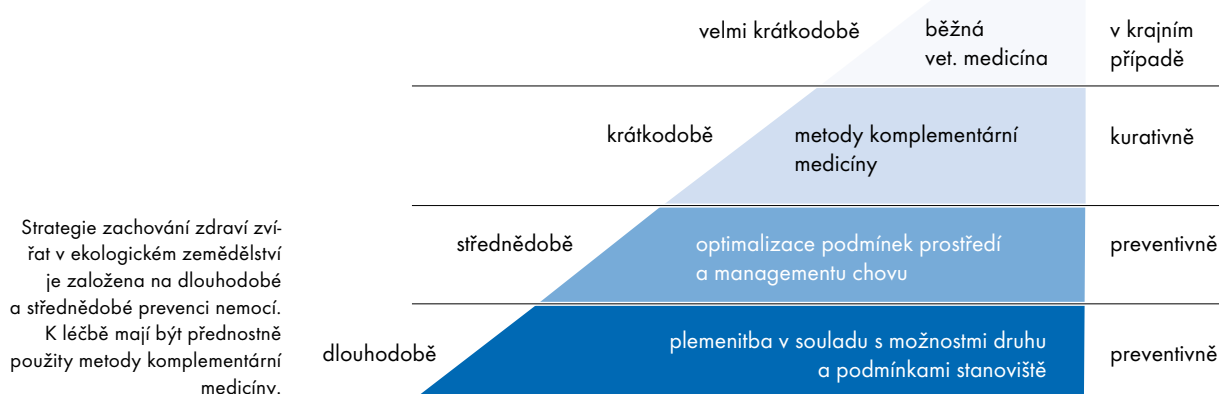 velmi krátkodobě
běžná
vet. medicína
v krajním
případě
krátkodobě
metody komplementární
medicíny
kurativně
střednědobě
optimalizace podmínek prostředí
a managementu chovu
preventivně
dlouhodobě
plemenitba v souladu s možnostmi druhu
a podmínkami stanoviště
preventivně
Strategie zachování zdraví zví-
řat v ekologickém zemědělství
je založena na dlouhodobé
a střednědobé prevenci nemocí.
K léčbě mají být přednostně
použity metody komplementární
medicíny.